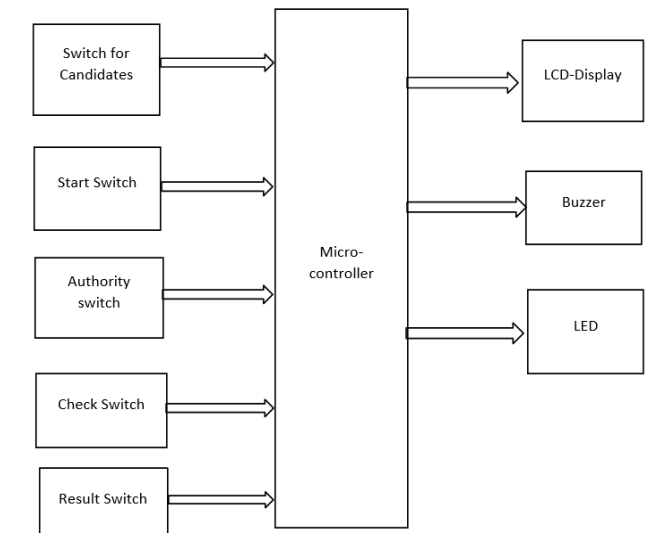 Switch for
Candidates
Start Switch
Authority
switch
Check Switch
Result Switch
Micro-
controller
LCD-Display
Buzzer
LED